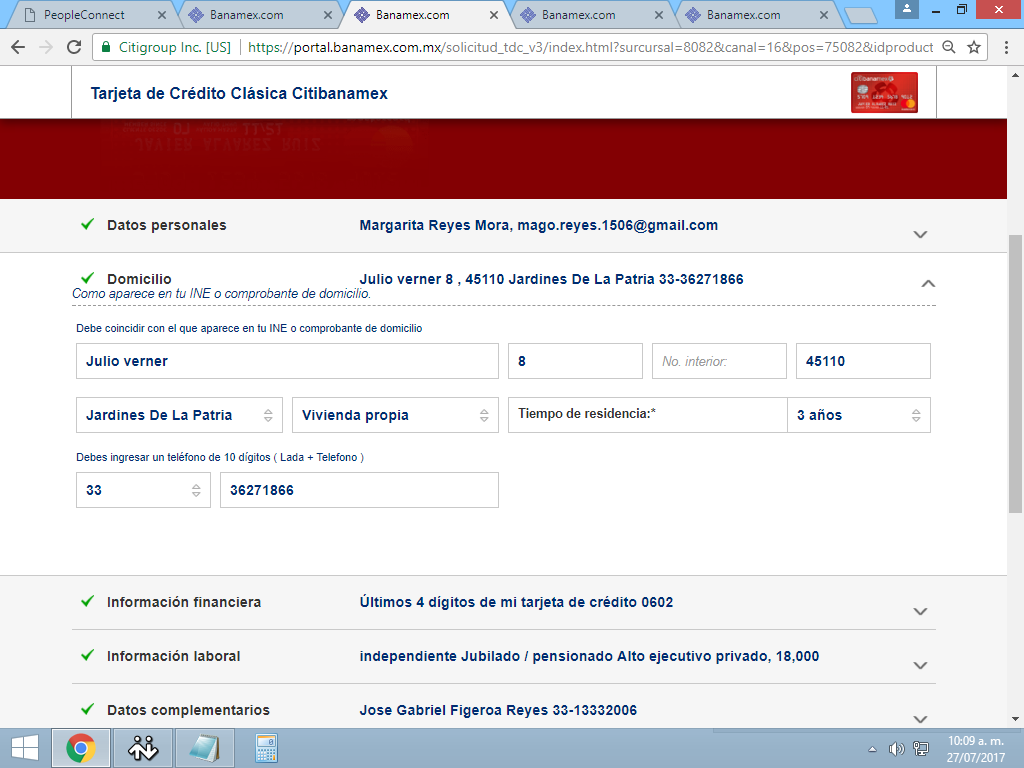 PeopleConnect
Banamex.com
Banamex.com
Banamex.com
Banamex.com
Citigroup Inc. [US] https://portal.banamex.com.mx/solicitud_tdc_v3/index.html?surcursal=8082&canal=16&pos=75082&idproduct
Tarjeta de Crédito Clásica Citibanamex
Datos personales Margarita Reyes Mora, mago.reyes.1506@gmail.com
Domicilio Julio verner 8 , 45110 Jardines De La Patria 33-36271866
Como aparece en tu INE o comprobante de domicilio.
Debe coincidir con el que aparece en tu INE o comprobante de domicilio
Julio verner 8 No. interior: 45110
Jardines De La Patria Vivienda propia Tiempo de residencia:* 3 años
Debes ingresar un teléfono de 10 dígitos ( Lada + Telefono )
33 36271866
Información financiera Últimos 4 dígitos de mi tarjeta de crédito 0602
Información laboral independiente Jubilado / pensionado Alto ejecutivo privado, 18,000
Datos complementarios Jose Gabriel Figeroa Reyes 33-13332006
10:09 a. m.
27/07/2017